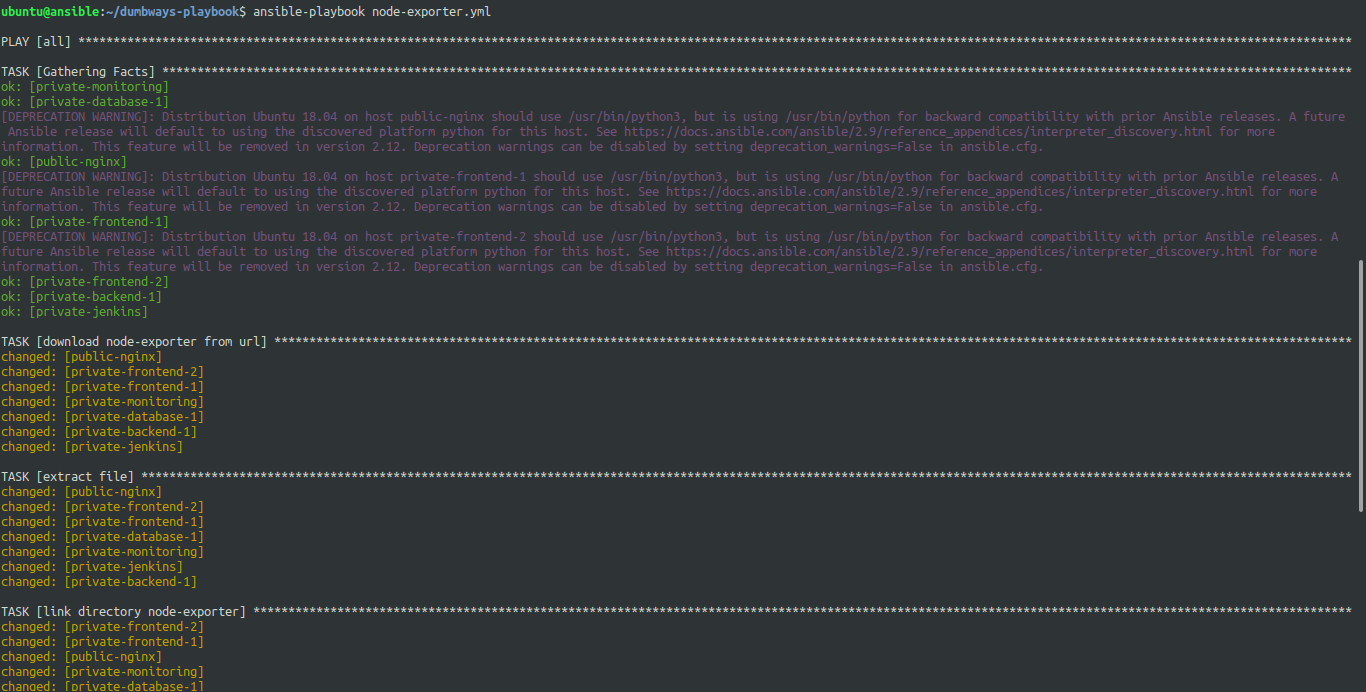 ubuntu@ansible:~/dumbways-playbook$ ansible-playbook node-exporter.yml
PLAY [all] **************************************************************************************************************************************************************************************
TASK [Gathering Facts] **************************************************************************************************************************************************************************
ok: [private-monitoring]
ok: [private-database-1]
[DEPRECATION WARNING]: Distribution Ubuntu 18.04 on host public-nginx should use /usr/bin/python3, but is using /usr/bin/python for backward compatibility with prior Ansible releases. A future
 Ansible release will default to using the discovered platform python for this host. See https://docs.ansible.com/ansible/2.9/reference_appendices/interpreter_discovery.html for more
information. This feature will be removed in version 2.12. Deprecation warnings can be disabled by setting deprecation_warnings=False in ansible.cfg.
ok: [public-nginx]
[DEPRECATION WARNING]: Distribution Ubuntu 18.04 on host private-frontend-1 should use /usr/bin/python3, but is using /usr/bin/python for backward compatibility with prior Ansible releases. A
future Ansible release will default to using the discovered platform python for this host. See https://docs.ansible.com/ansible/2.9/reference_appendices/interpreter_discovery.html for more
information. This feature will be removed in version 2.12. Deprecation warnings can be disabled by setting deprecation_warnings=False in ansible.cfg.
ok: [private-frontend-1]
[DEPRECATION WARNING]: Distribution Ubuntu 18.04 on host private-frontend-2 should use /usr/bin/python3, but is using /usr/bin/python for backward compatibility with prior Ansible releases. A
future Ansible release will default to using the discovered platform python for this host. See https://docs.ansible.com/ansible/2.9/reference_appendices/interpreter_discovery.html for more
information. This feature will be removed in version 2.12. Deprecation warnings can be disabled by setting deprecation_warnings=False in ansible.cfg.
ok: [private-frontend-2]
ok: [private-backend-1]
ok: [private-jenkins]
TASK [download node-exporter from url] **********************************************************************************************************************************************************
changed: [public-nginx]
changed: [private-frontend-2]
changed: [private-frontend-1]
changed: [private-monitoring]
changed: [private-database-1]
changed: [private-backend-1]
changed: [private-jenkins]
TASK [extract file] *****************************************************************************************************************************************************************************
changed: [public-nginx]
changed: [private-frontend-2]
changed: [private-frontend-1]
changed: [private-database-1]
changed: [private-monitoring]
changed: [private-jenkins]
changed: [private-backend-1]
TASK [link directory node-exporter] *************************************************************************************************************************************************************
changed: [private-frontend-2]
changed: [private-frontend-1]
changed: [public-nginx]
changed: [private-monitoring]
changed: [private-database-1]